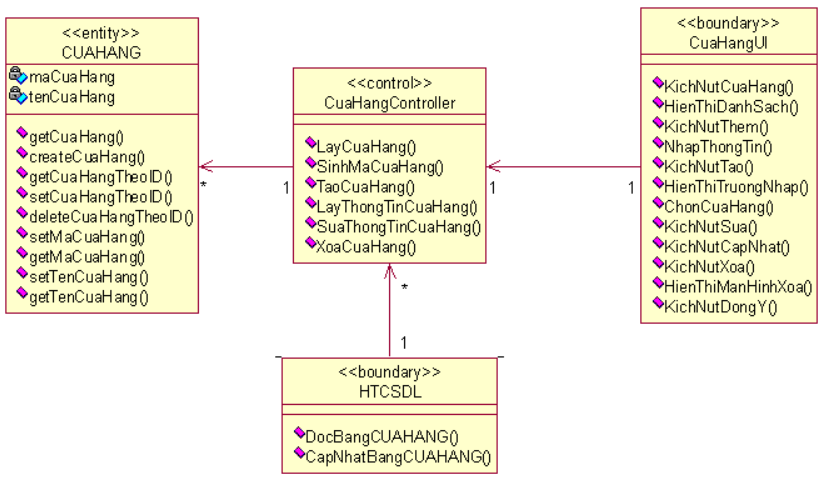 <<entity>>
CUAHANG
maCuaHang
tenCuaHang
getCuaHang()
createCuaHang()
getCuaHangTheoID()
setCuaHangTheoID()
deleteCuaHangTheoID()
setMaCuaHang()
getMaCuaHang()
setTenCuaHang()
getTenCuaHang()
*
1
<<control>>
CuaHangController
LayCuaHang()
SinhMaCuaHang()
TaoCuaHang()
LayThongTinCuaHang()
SuaThongTinCuaHang()
XoaCuaHang()
1
1
<<boundary>>
CuaHangUI
KichNutCuaHang()
HienThiDanhSach()
KichNutThem()
NhapThongTin()
KichNutTao()
HienThiTruongNhap()
ChonCuaHang()
KichNutSua()
KichNutCapNhat()
KichNutXoa()
HienThiManHinhXoa()
KichNutDongY()
*
1
<<boundary>>
HTCSDL
DocBangCUAHANG()
CapNhatBangCUAHANG()